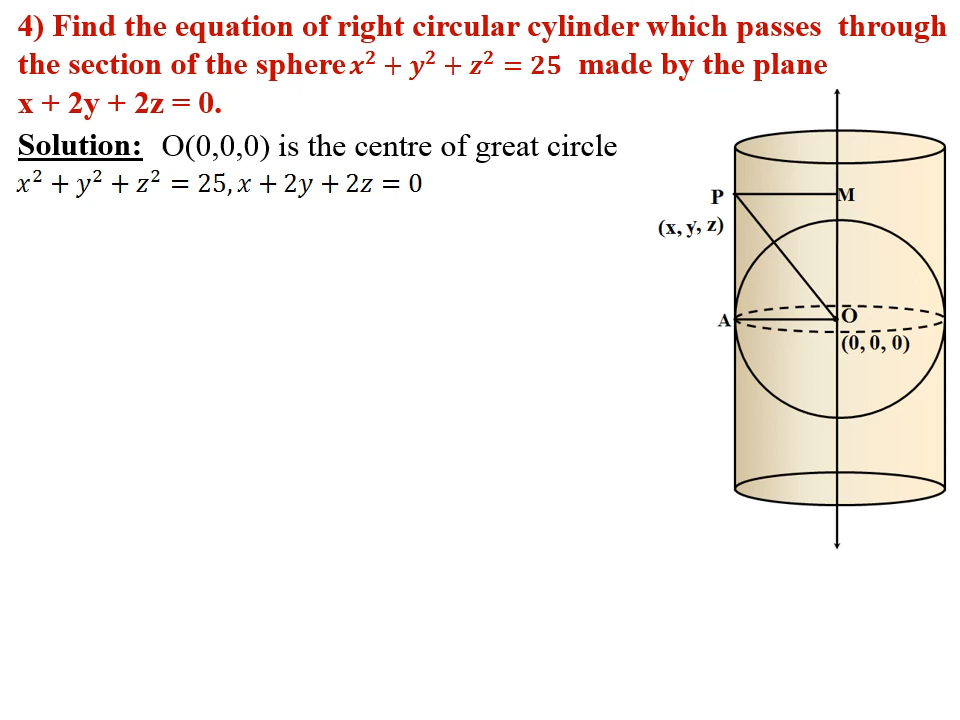 4) Find the equation of right circular cylinder which passes through
the section of the sphere x² + y² + z² = 25 made by the plane
x + 2y + 2z = 0.
Solution: O(0,0,0) is the centre of great circle
x² + y² + z² = 25, x + 2y + 2z = 0
P
M
(x, y, z)
A
O
(0, 0, 0)